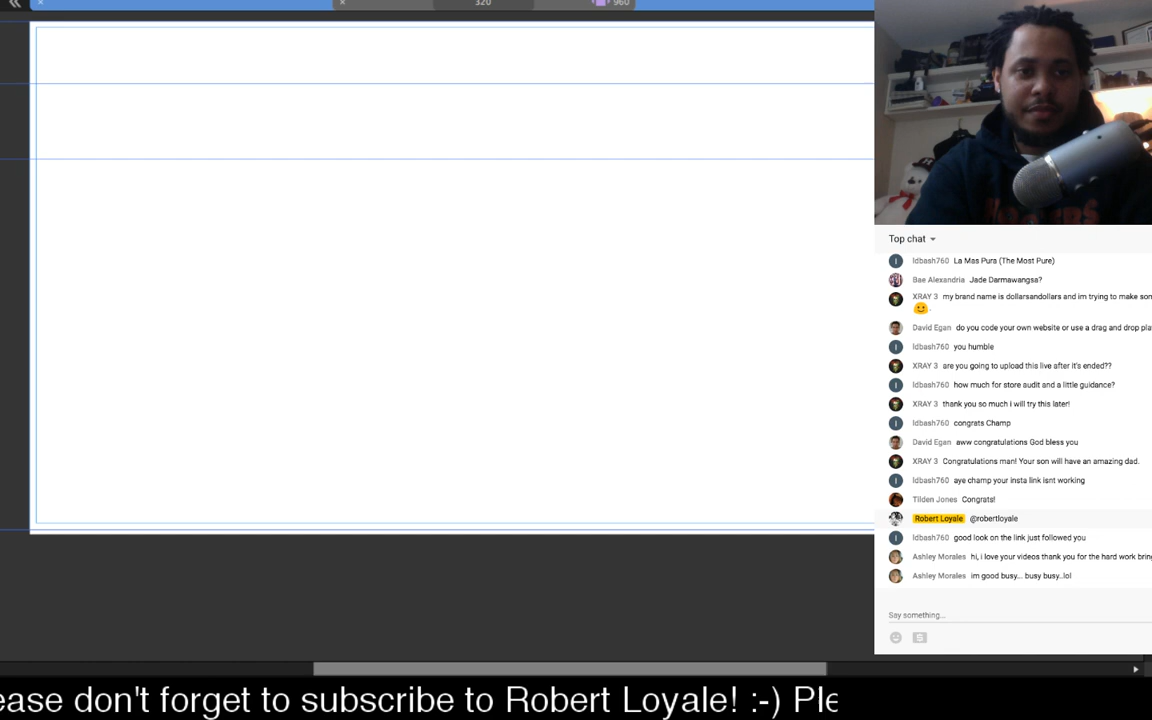 320
960
Top chat
ldbash760 La Mas Pura (The Most Pure)
Bae Alexandria Jade Darmawangsa?
XRAY 3 my brand name is dollarsandollars and im trying to make son
David Egan do you code your own website or use a drag and drop pla
ldbash760 you humble
XRAY 3 are you going to upload this live after it's ended??
ldbash760 how much for store audit and a little guidance?
XRAY 3 thank you so much i will try this later!
ldbash760 congrats Champ
David Egan aww congratulations God bless you
XRAY 3 Congratulations man! Your son will have an amazing dad.
ldbash760 aye champ your insta link isnt working
Tilden Jones Congrats!
Robert Loyale @robertloyale
ldbash760 good look on the link just followed you
Ashley Morales hi, i love your videos thank you for the hard work brin
Ashley Morales im good busy... busy busy..lol
Say something...
ease don't forget to subscribe to Robert Loyale! :-) Ple